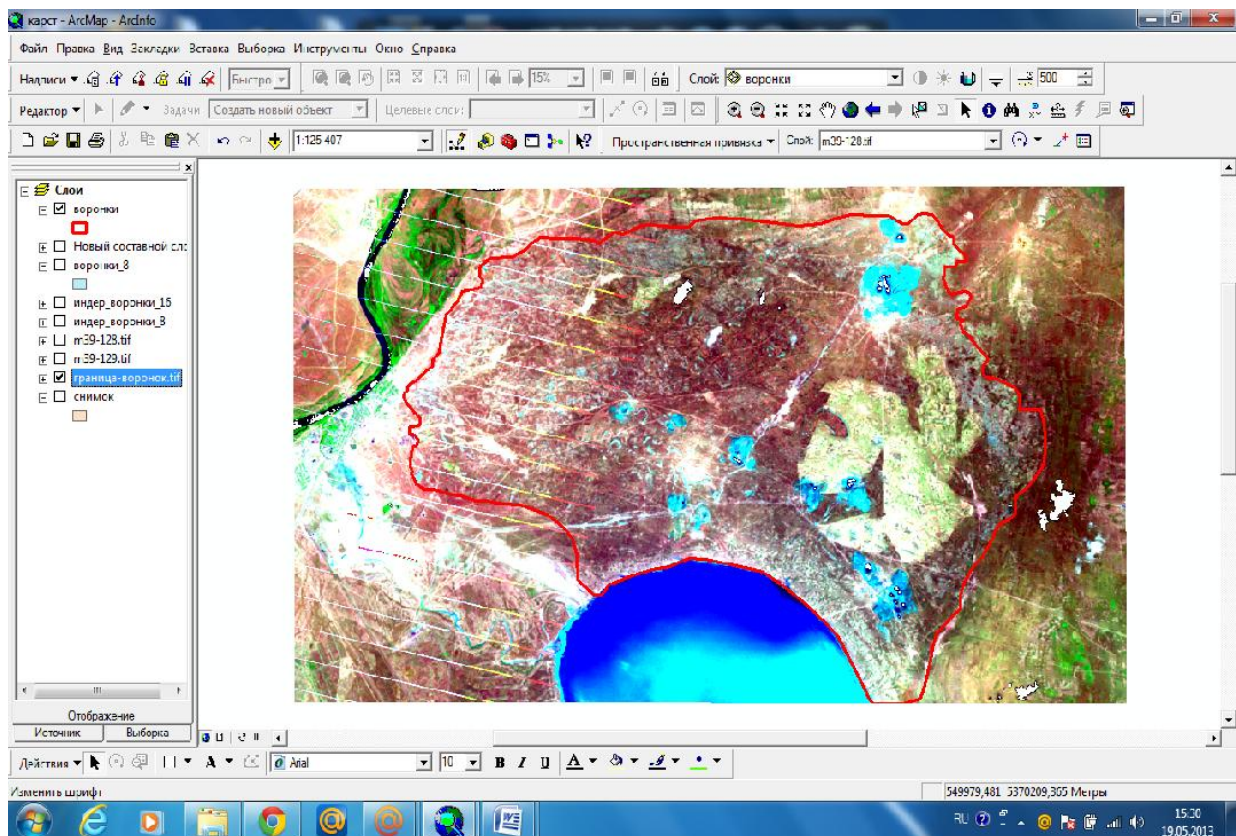 карст - ArcMap - ArcInfo
Файл Правка Вид Закладки Вставка Выборка Инструменты Окно Справка
Надписи Быстро 15% Слой: воронки 500
Редактор Задачи Создать новый объект Целевые слои:
1:125 407 Пространственная привязка Слой: m39-128.tif
Слои
воронки
Новый составной сло
воронки_8
индер_воронки_15
индер_воронки_8
m39-128.tif
m39-129.tif
граница-воронок.tif
снимок
Отображение
Источник Выборка
Действия Arial 10
Изменить шрифт 549979,481 5370209,365 Метры
RU 15:30
19.05.2013